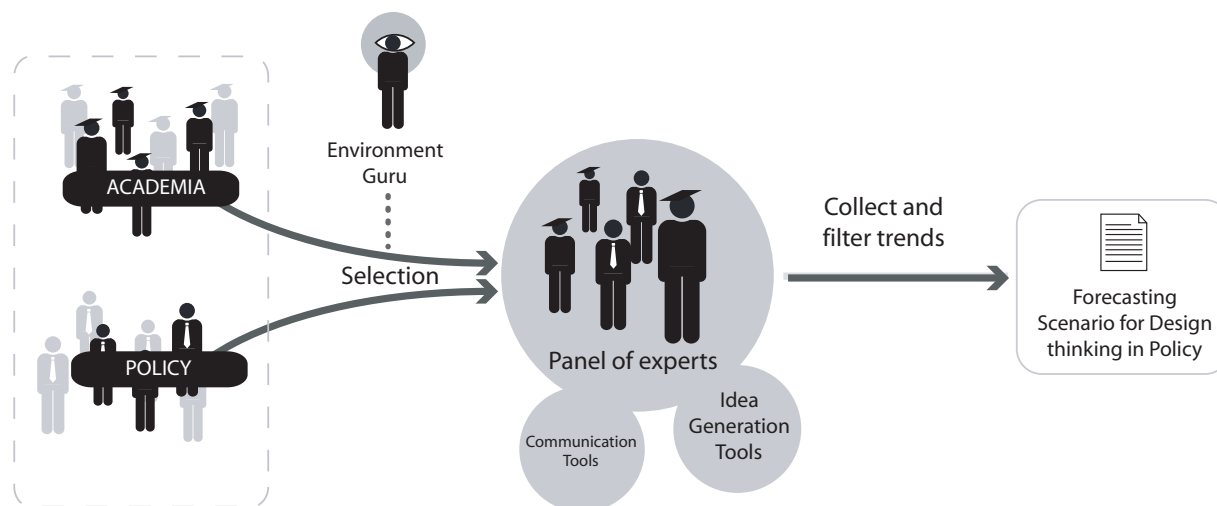 ACADEMIA
POLICY
Environment
Guru
Selection
Panel of experts
Communication
Tools
Idea
Generation
Tools
Collect and
filter trends
Forecasting
Scenario for Design
thinking in Policy